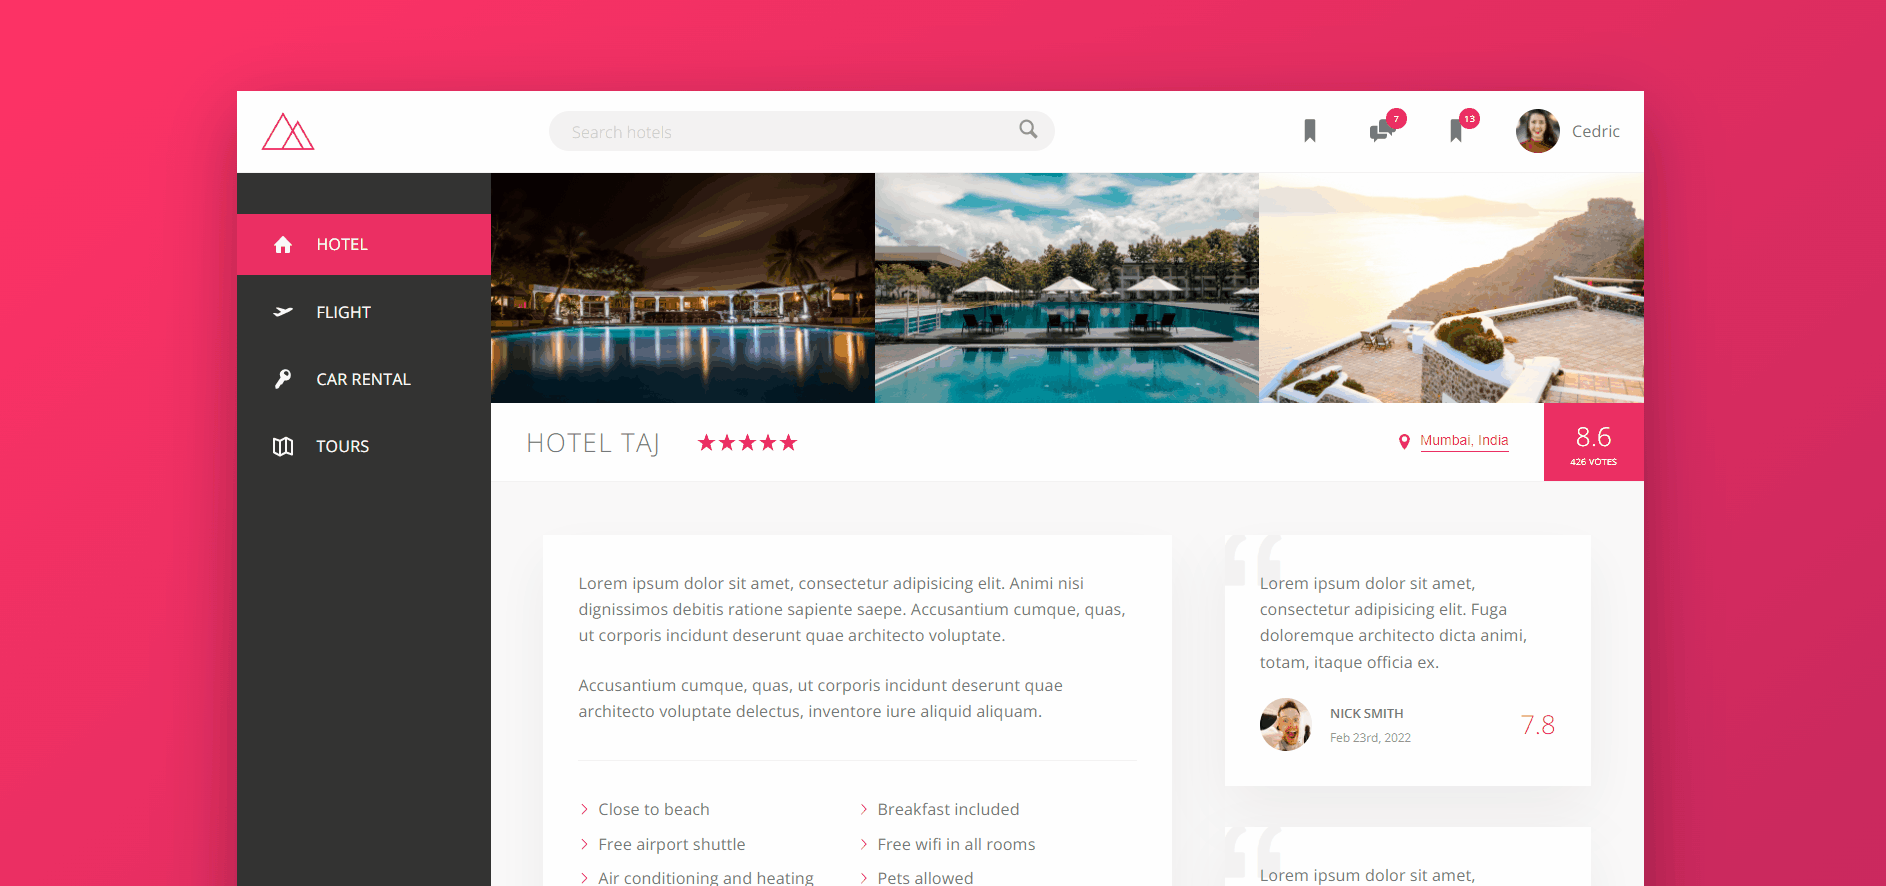 Search hotels
7
13
Cedric
HOTEL
FLIGHT
CAR RENTAL
TOURS
HOTEL TAJ
Mumbai, India
8.6
426 VOTES
Lorem ipsum dolor sit amet, consectetur adipisicing elit. Animi nisi
dignissimos debitis ratione sapiente saepe. Accusantium cumque, quas,
ut corporis incidunt deserunt quae architecto voluptate.
Accusantium cumque, quas, ut corporis incidunt deserunt quae
architecto voluptate delectus, inventore iure aliquid aliquam.
Close to beach
Breakfast included
Free airport shuttle
Free wifi in all rooms
Air conditioning and heating
Pets allowed
“
Lorem ipsum dolor sit amet,
consectetur adipisicing elit. Fuga
doloremque architecto dicta animi,
totam, itaque officia ex.
NICK SMITH
Feb 23rd, 2022
7.8
“
Lorem ipsum dolor sit amet,